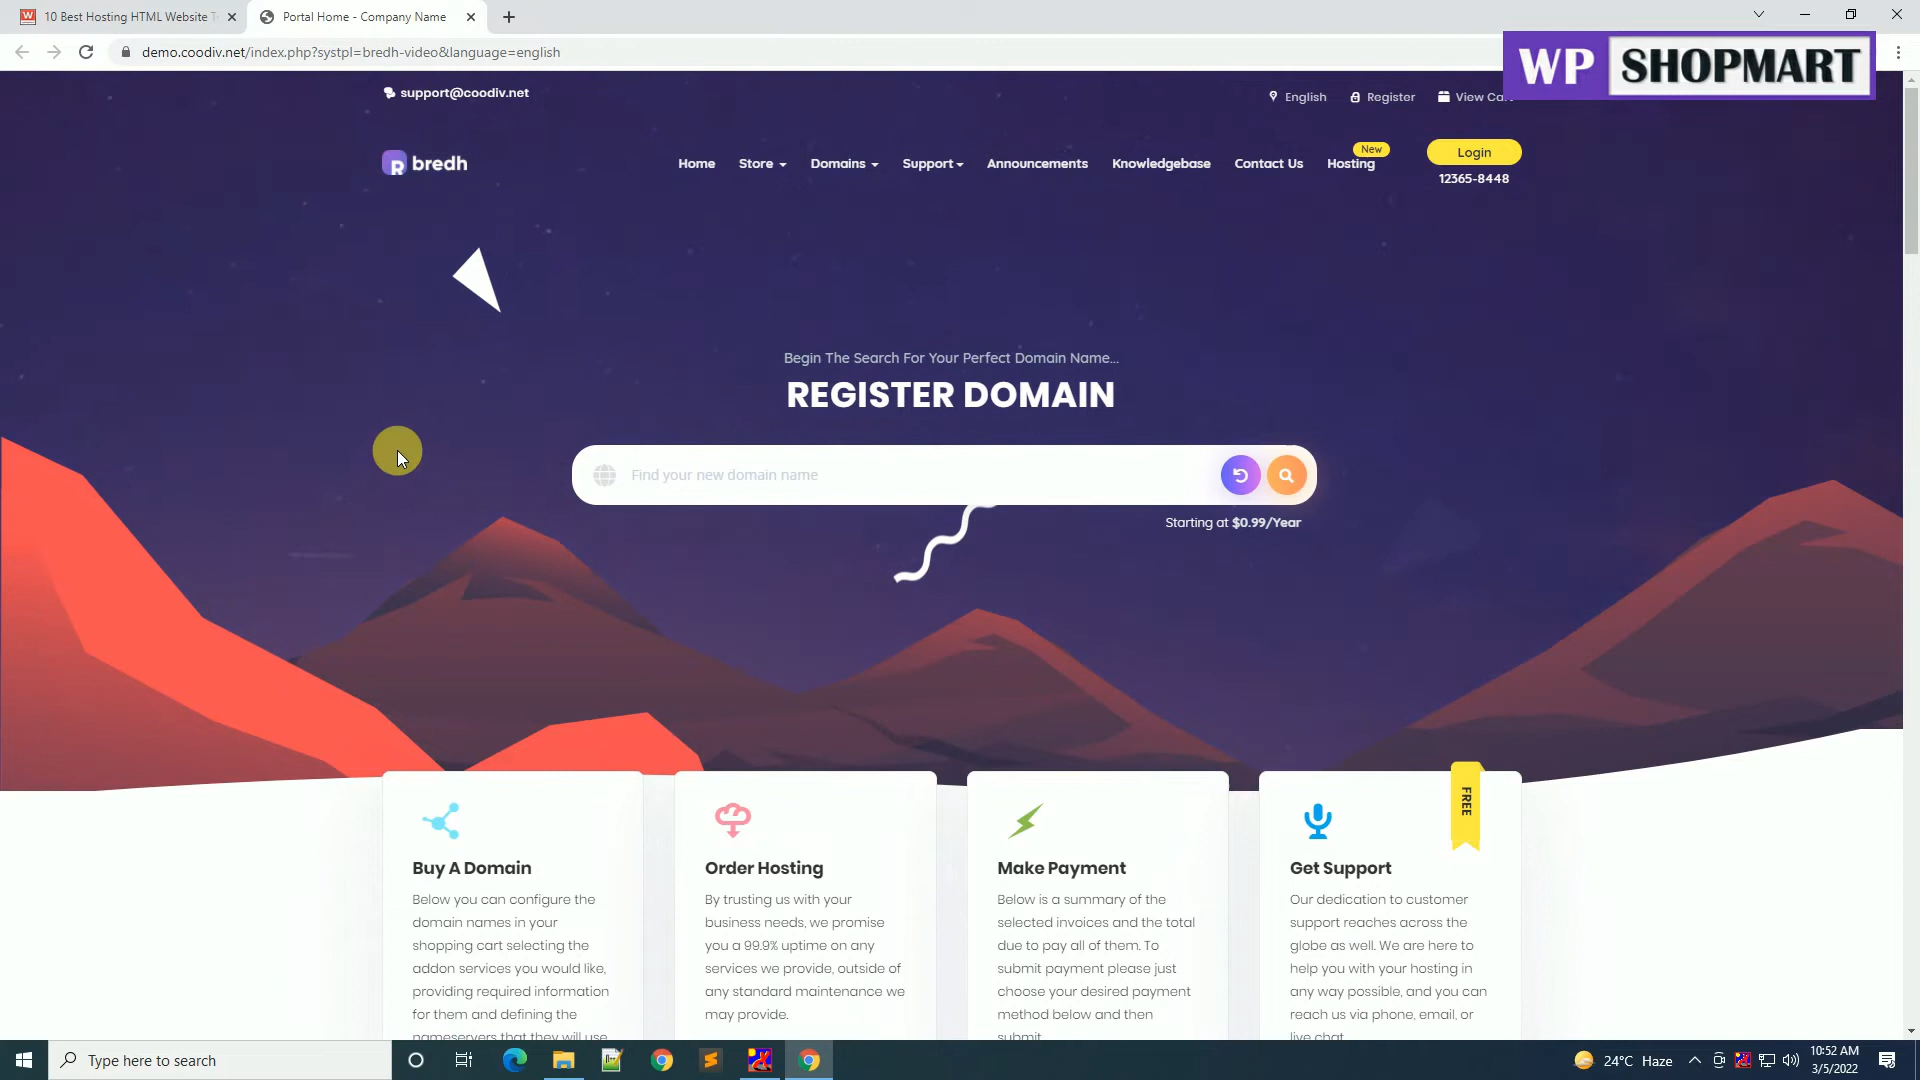 10 Best Hosting HTML Website T
Portal Home - Company Name
demo.coodiv.net/index.php?systpl=bredh-video&language=english
WP SHOPMART
support@coodiv.net
English
Register
View Car
bredh
Home
Store
Domains
Support
Announcements
Knowledgebase
Contact Us
Hosting
New
Login
12365-8448
Begin The Search For Your Perfect Domain Name...
REGISTER DOMAIN
Find your new domain name
Starting at $0.99/Year
FREE
Buy A Domain
Below you can configure the
domain names in your
shopping cart selecting the
addon services you would like,
providing required information
for them and defining the
nameservers that they will use
Order Hosting
By trusting us with your
business needs, we promise
you a 99.9% uptime on any
services we provide, outside of
any standard maintenance we
may provide.
Make Payment
Below is a summary of the
selected invoices and the total
due to pay all of them. To
submit payment please just
choose your desired payment
method below and then
submit
Get Support
Our dedication to customer
support reaches across the
globe as well. We are here to
help you with your hosting in
any way possible, and you can
reach us via phone, email, or
live chat
Type here to search
24°C Haze
10:52 AM
3/5/2022